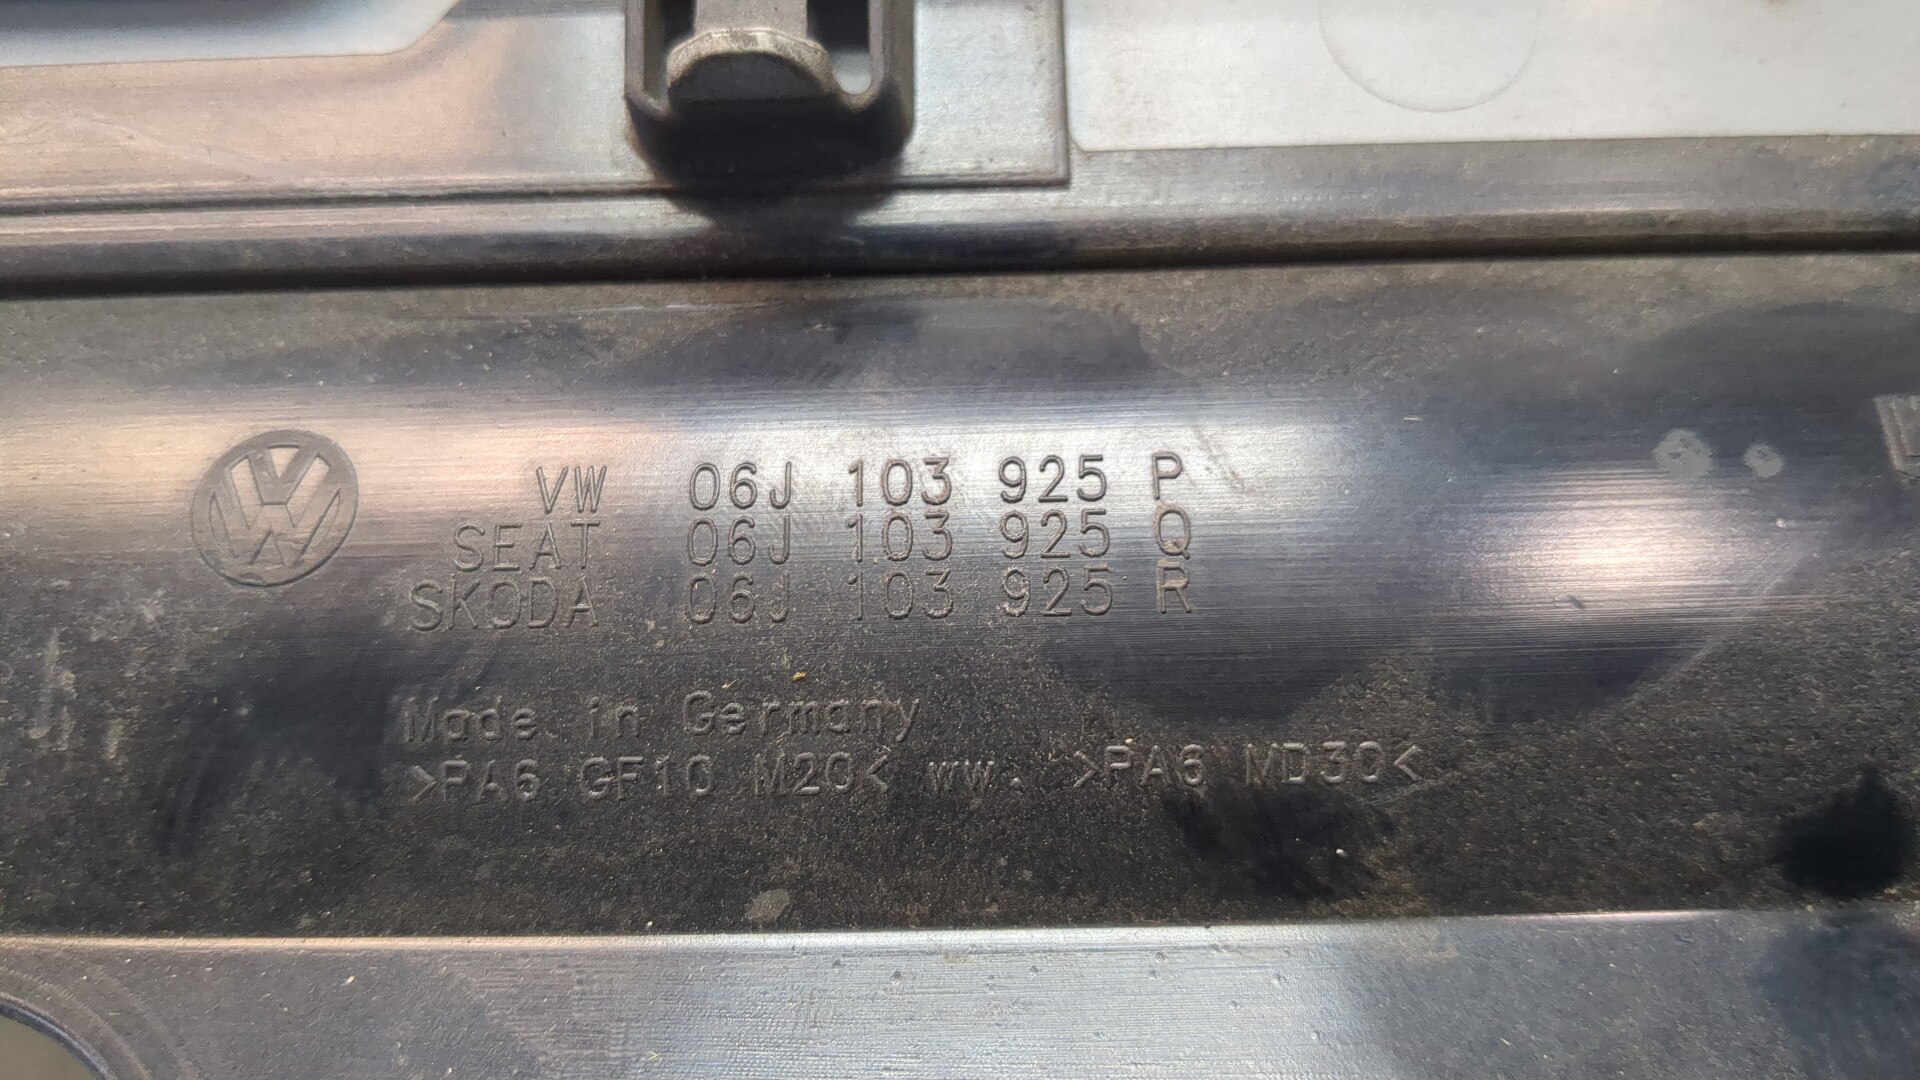 VW 06J 103 925 P
SEAT 06J 103 925 Q
SKODA 06J 103 925 R
Made in Germany
>PA6 GF10 M20< ww. >PA6 MD30<